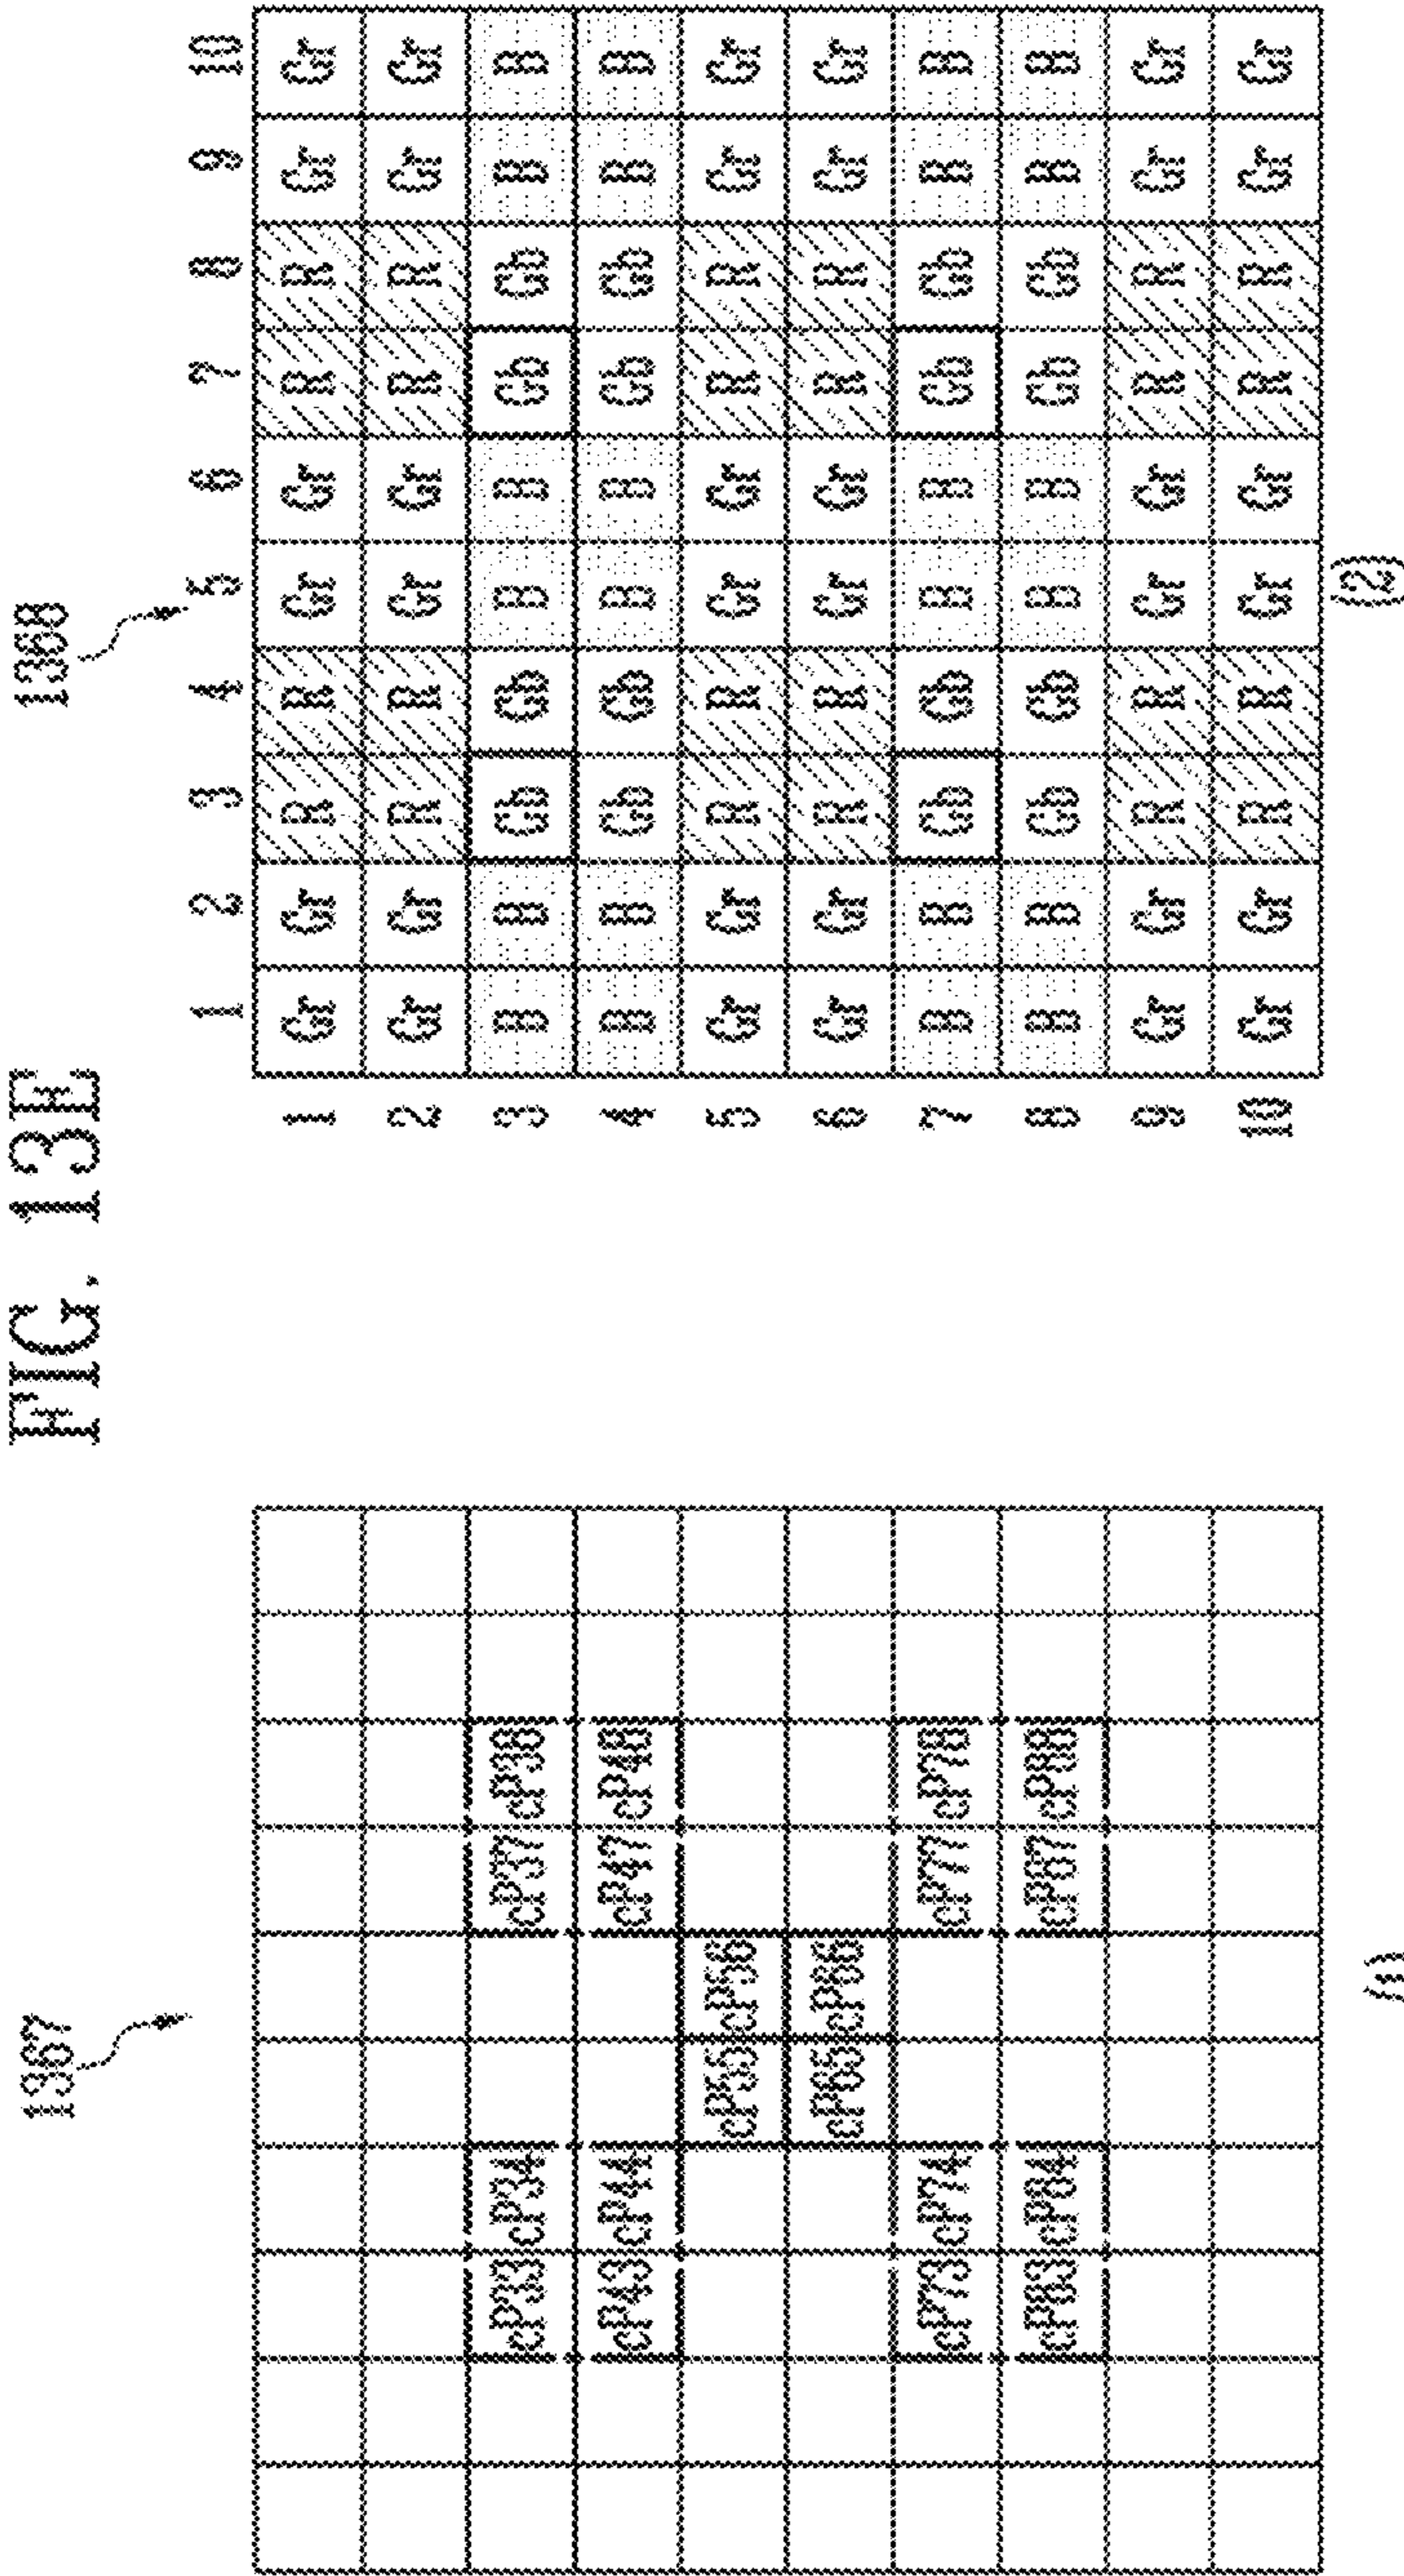 FIG. 13E
1367
cP33 cP34 cP37 cP38
cP43 cP44 cP47 cP48
cP55 cP56
cP65 cP66
cP73 cP74 cP77 cP78
cP83 cP84 cP87 cP88
(1)
1368
1 2 3 4 5 6 7 8 9 10
1 Gr Gr R R Gr Gr R R Gr Gr
2 Gr Gr R R Gr Gr R R Gr Gr
3 B B Gb Gb B B Gb Gb B B
4 B B Gb Gb B B Gb Gb B B
5 Gr Gr R R Gr Gr R R Gr Gr
6 Gr Gr R R Gr Gr R R Gr Gr
7 B B Gb Gb B B Gb Gb B B
8 B B Gb Gb B B Gb Gb B B
9 Gr Gr R R Gr Gr R R Gr Gr
10 Gr Gr R R Gr Gr R R Gr Gr
(2)